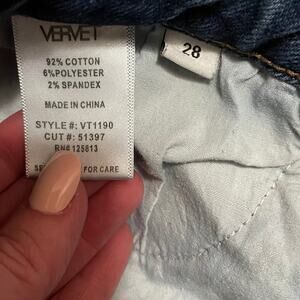 VERVET
92% COTTON
6%POLYESTER
2% SPANDEX
MADE IN CHINA
STYLE #: VT1190
CUT #: 51397
RN# 125813
FOR CARE
28